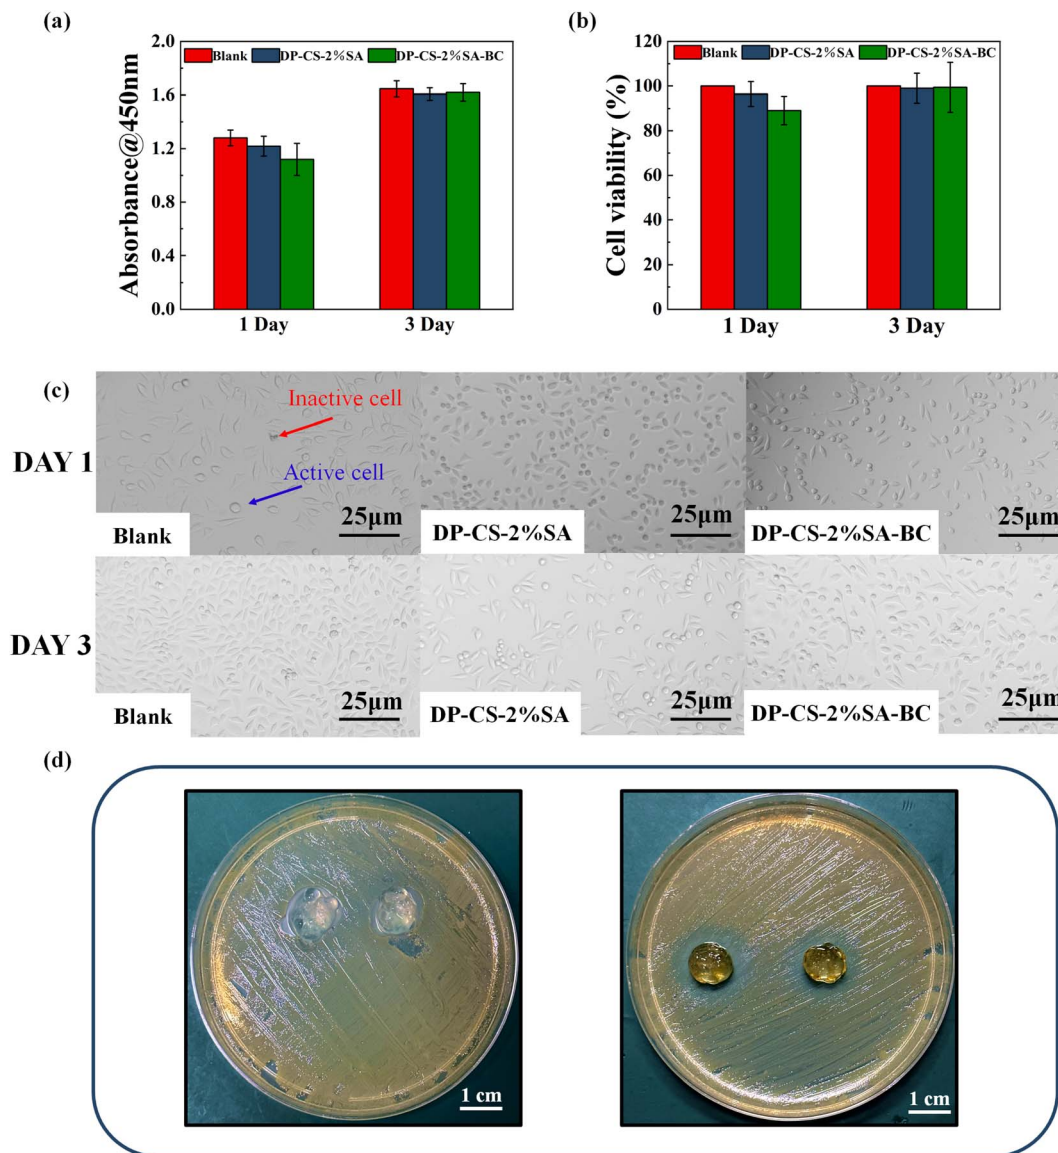 (a)
2.0
1.6
1.2
0.8
0.4
0.0
Absorbance@450nm
Blank DP-CS-2%SA DP-CS-2%SA-BC
1 Day 3 Day
(b)
120
100
80
60
40
20
0
Cell viability (%)
Blank DP-CS-2%SA DP-CS-2%SA-BC
1 Day 3 Day
(c)
DAY 1
Inactive cell
Active cell
25μm
Blank
25μm
DP-CS-2%SA
25μm
DP-CS-2%SA-BC
DAY 3
25μm
Blank
25μm
DP-CS-2%SA
25μm
DP-CS-2%SA-BC
(d)
1 cm
1 cm